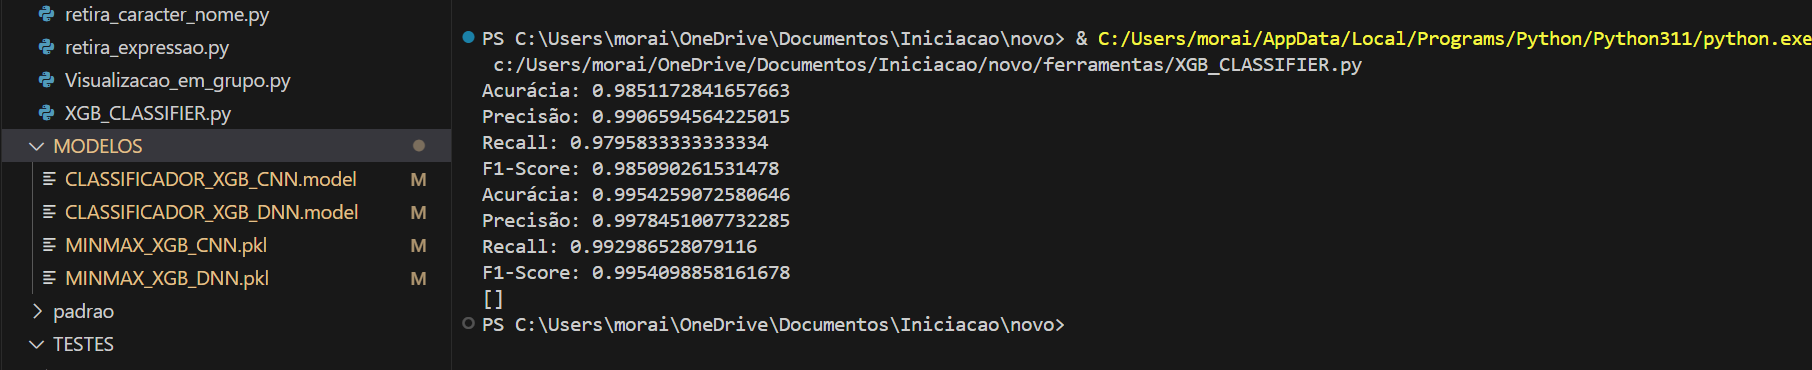 retira_caracter_nome.py
retira_expressao.py
Visualizacao_em_grupo.py
XGB_CLASSIFIER.py
MODELOS
CLASSIFICADOR_XGB_CNN.model M
CLASSIFICADOR_XGB_DNN.model M
MINMAX_XGB_CNN.pkl M
MINMAX_XGB_DNN.pkl M
padrao
TESTES
PS C:\Users\morai\OneDrive\Documentos\Iniciacao\novo> & C:/Users/morai/AppData/Local/Programs/Python/Python311/python.exe
c:/Users/morai/OneDrive/Documentos/Iniciacao/novo/ferramentas/XGB_CLASSIFIER.py
Acurácia: 0.9851172841657663
Precisão: 0.9906594564225015
Recall: 0.9795833333333334
F1-Score: 0.985090261531478
Acurácia: 0.9954259072580646
Precisão: 0.9978451007732285
Recall: 0.992986528079116
F1-Score: 0.9954098858161678
[]
PS C:\Users\morai\OneDrive\Documentos\Iniciacao\novo>